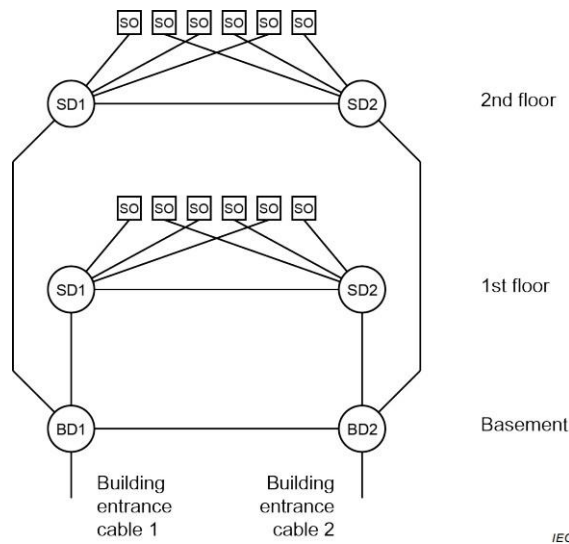 SO SO SO SO SO SO
SD1 SD2 2nd floor
SO SO SO SO SO SO
SD1 SD2 1st floor
BD1 BD2 Basement
Building
entrance
cable 1
Building
entrance
cable 2
IEC